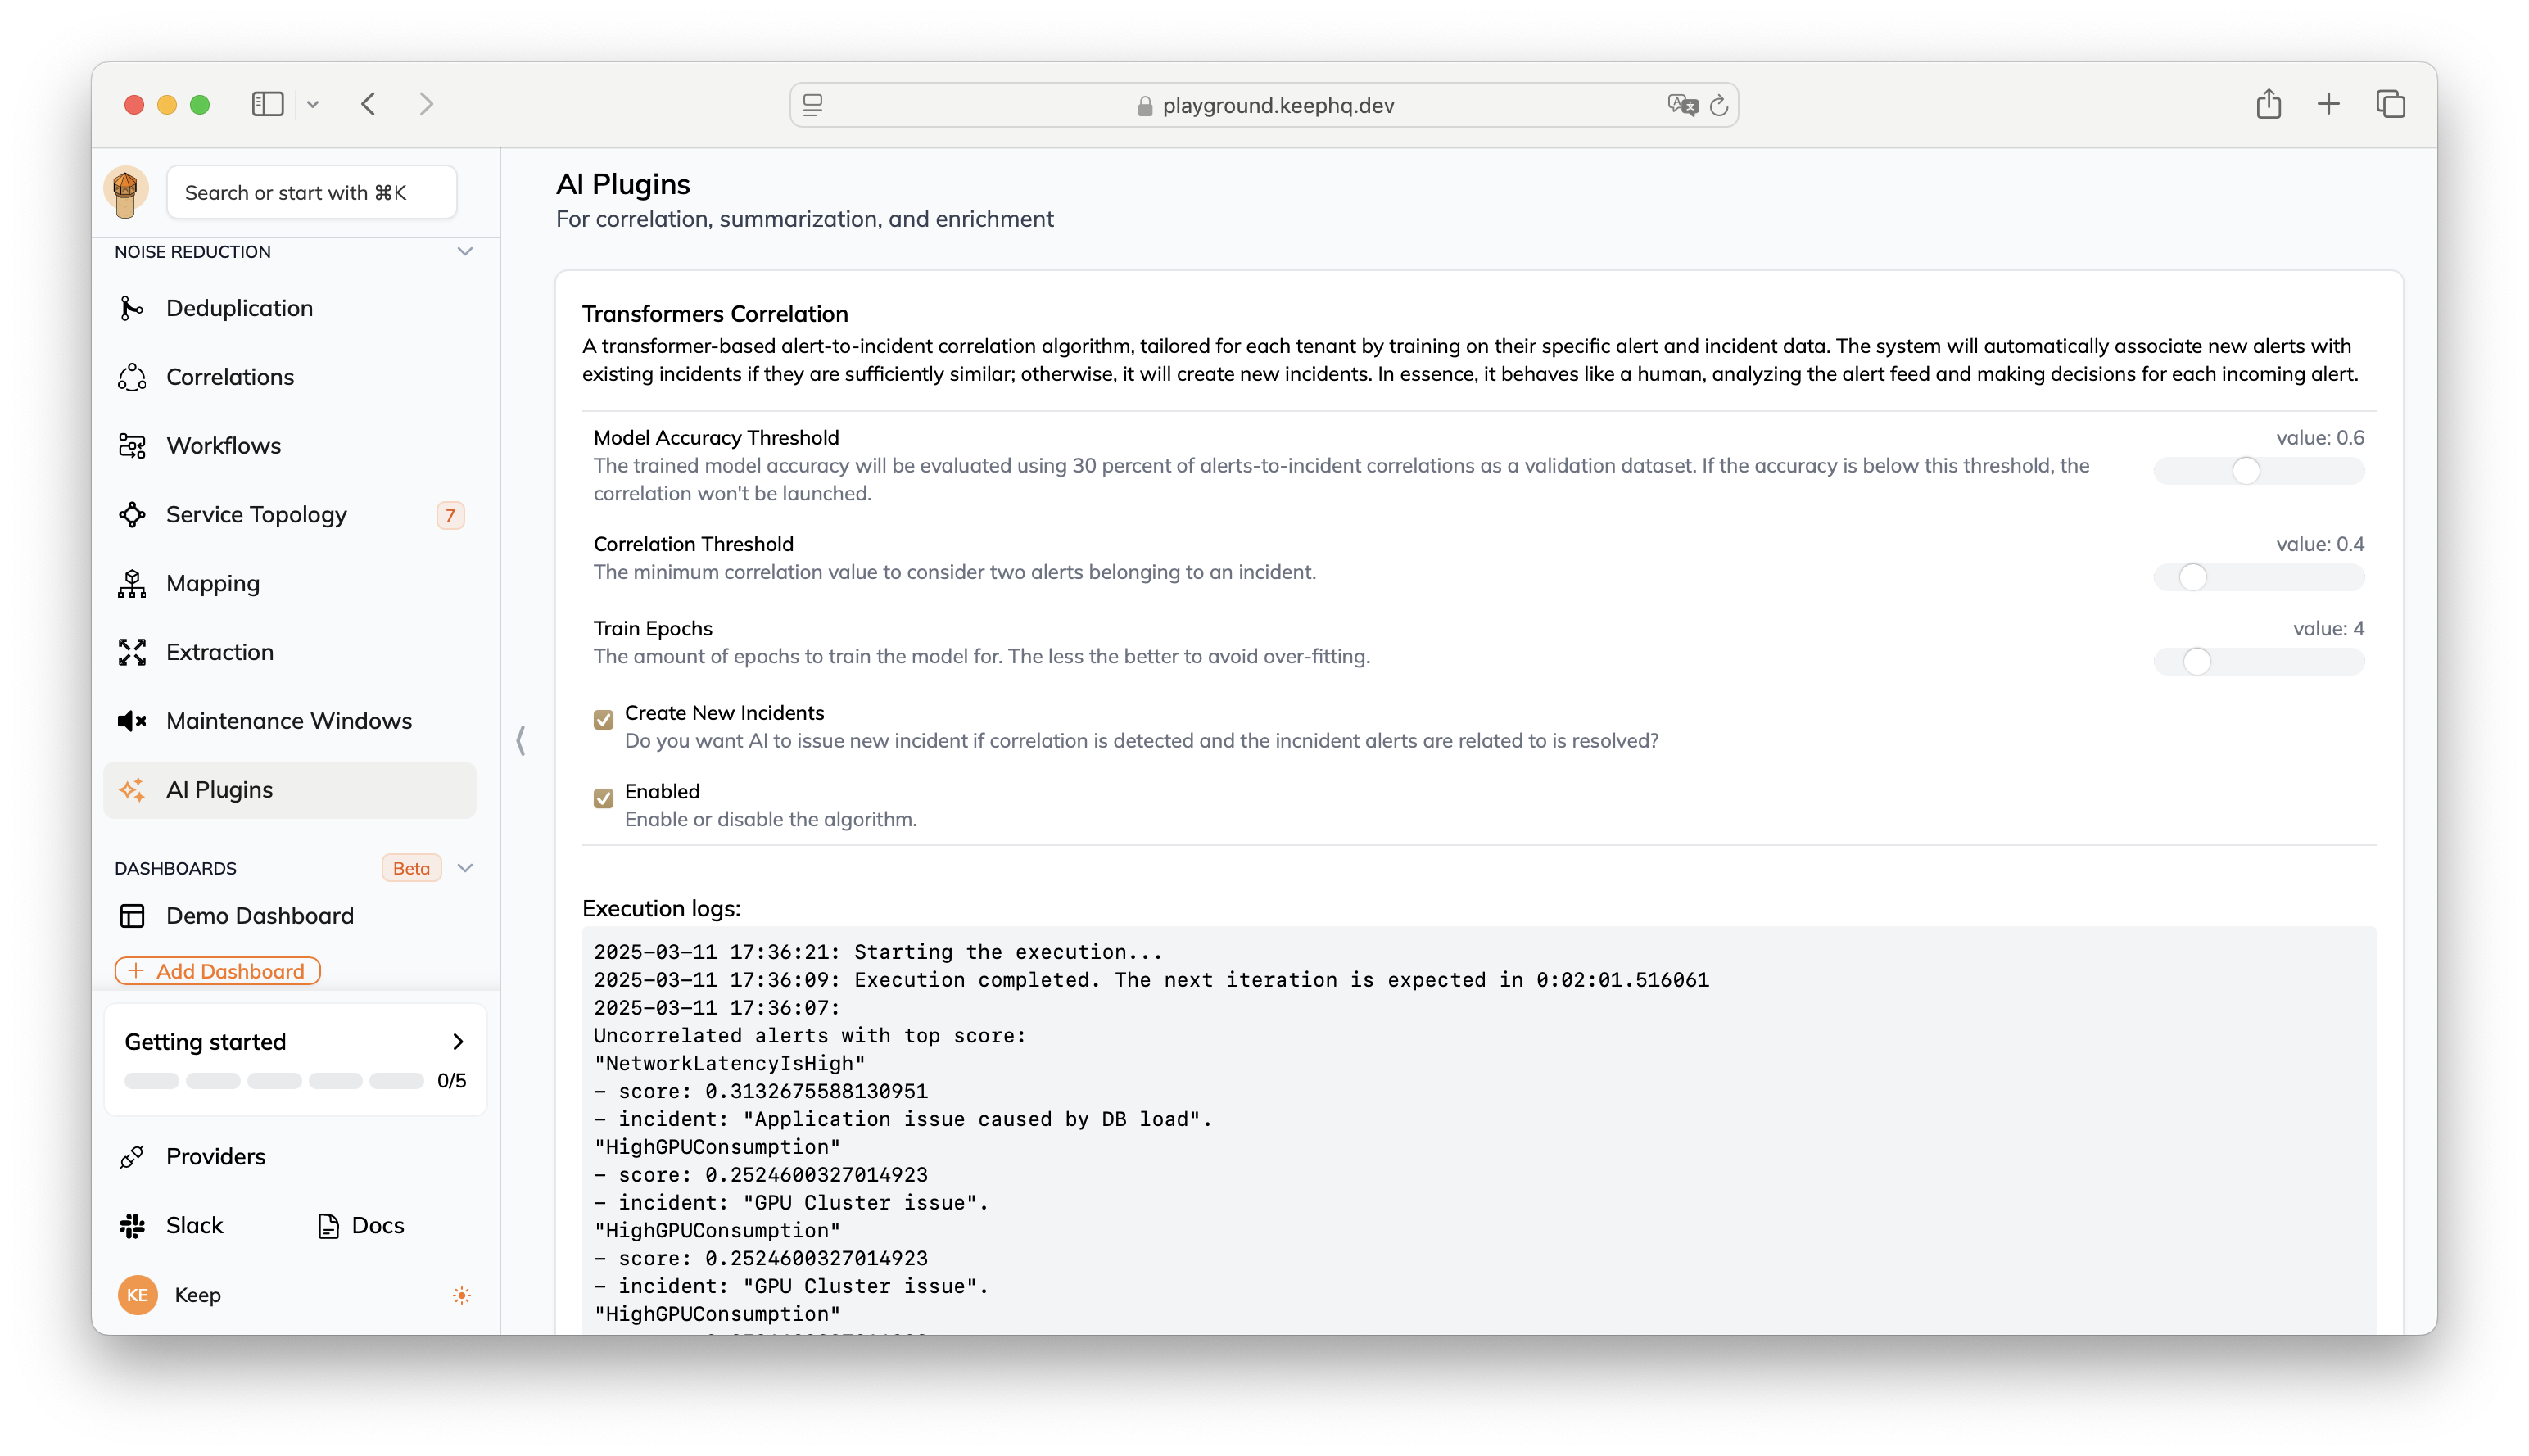 playground.keephq.dev
Search or start with ⌘K
NOISE REDUCTION
Deduplication
Correlations
Workflows
Service Topology 7
Mapping
Extraction
Maintenance Windows
AI Plugins
DASHBOARDS Beta
Demo Dashboard
+ Add Dashboard
Getting started
0/5
Providers
Slack Docs
KE Keep
AI Plugins
For correlation, summarization, and enrichment
Transformers Correlation
A transformer-based alert-to-incident correlation algorithm, tailored for each tenant by training on their specific alert and incident data. The system will automatically associate new alerts with
existing incidents if they are sufficiently similar; otherwise, it will create new incidents. In essence, it behaves like a human, analyzing the alert feed and making decisions for each incoming alert.
Model Accuracy Threshold value: 0.6
The trained model accuracy will be evaluated using 30 percent of alerts-to-incident correlations as a validation dataset. If the accuracy is below this threshold, the
correlation won't be launched.
Correlation Threshold value: 0.4
The minimum correlation value to consider two alerts belonging to an incident.
Train Epochs value: 4
The amount of epochs to train the model for. The less the better to avoid over-fitting.
Create New Incidents
Do you want AI to issue new incident if correlation is detected and the incnident alerts are related to is resolved?
Enabled
Enable or disable the algorithm.
Execution logs:
2025-03-11 17:36:21: Starting the execution...
2025-03-11 17:36:09: Execution completed. The next iteration is expected in 0:02:01.516061
2025-03-11 17:36:07:
Uncorrelated alerts with top score:
"NetworkLatencyIsHigh"
- score: 0.3132675588130951
- incident: "Application issue caused by DB load".
"HighGPUConsumption"
- score: 0.2524600327014923
- incident: "GPU Cluster issue".
"HighGPUConsumption"
- score: 0.2524600327014923
- incident: "GPU Cluster issue".
"HighGPUConsumption"